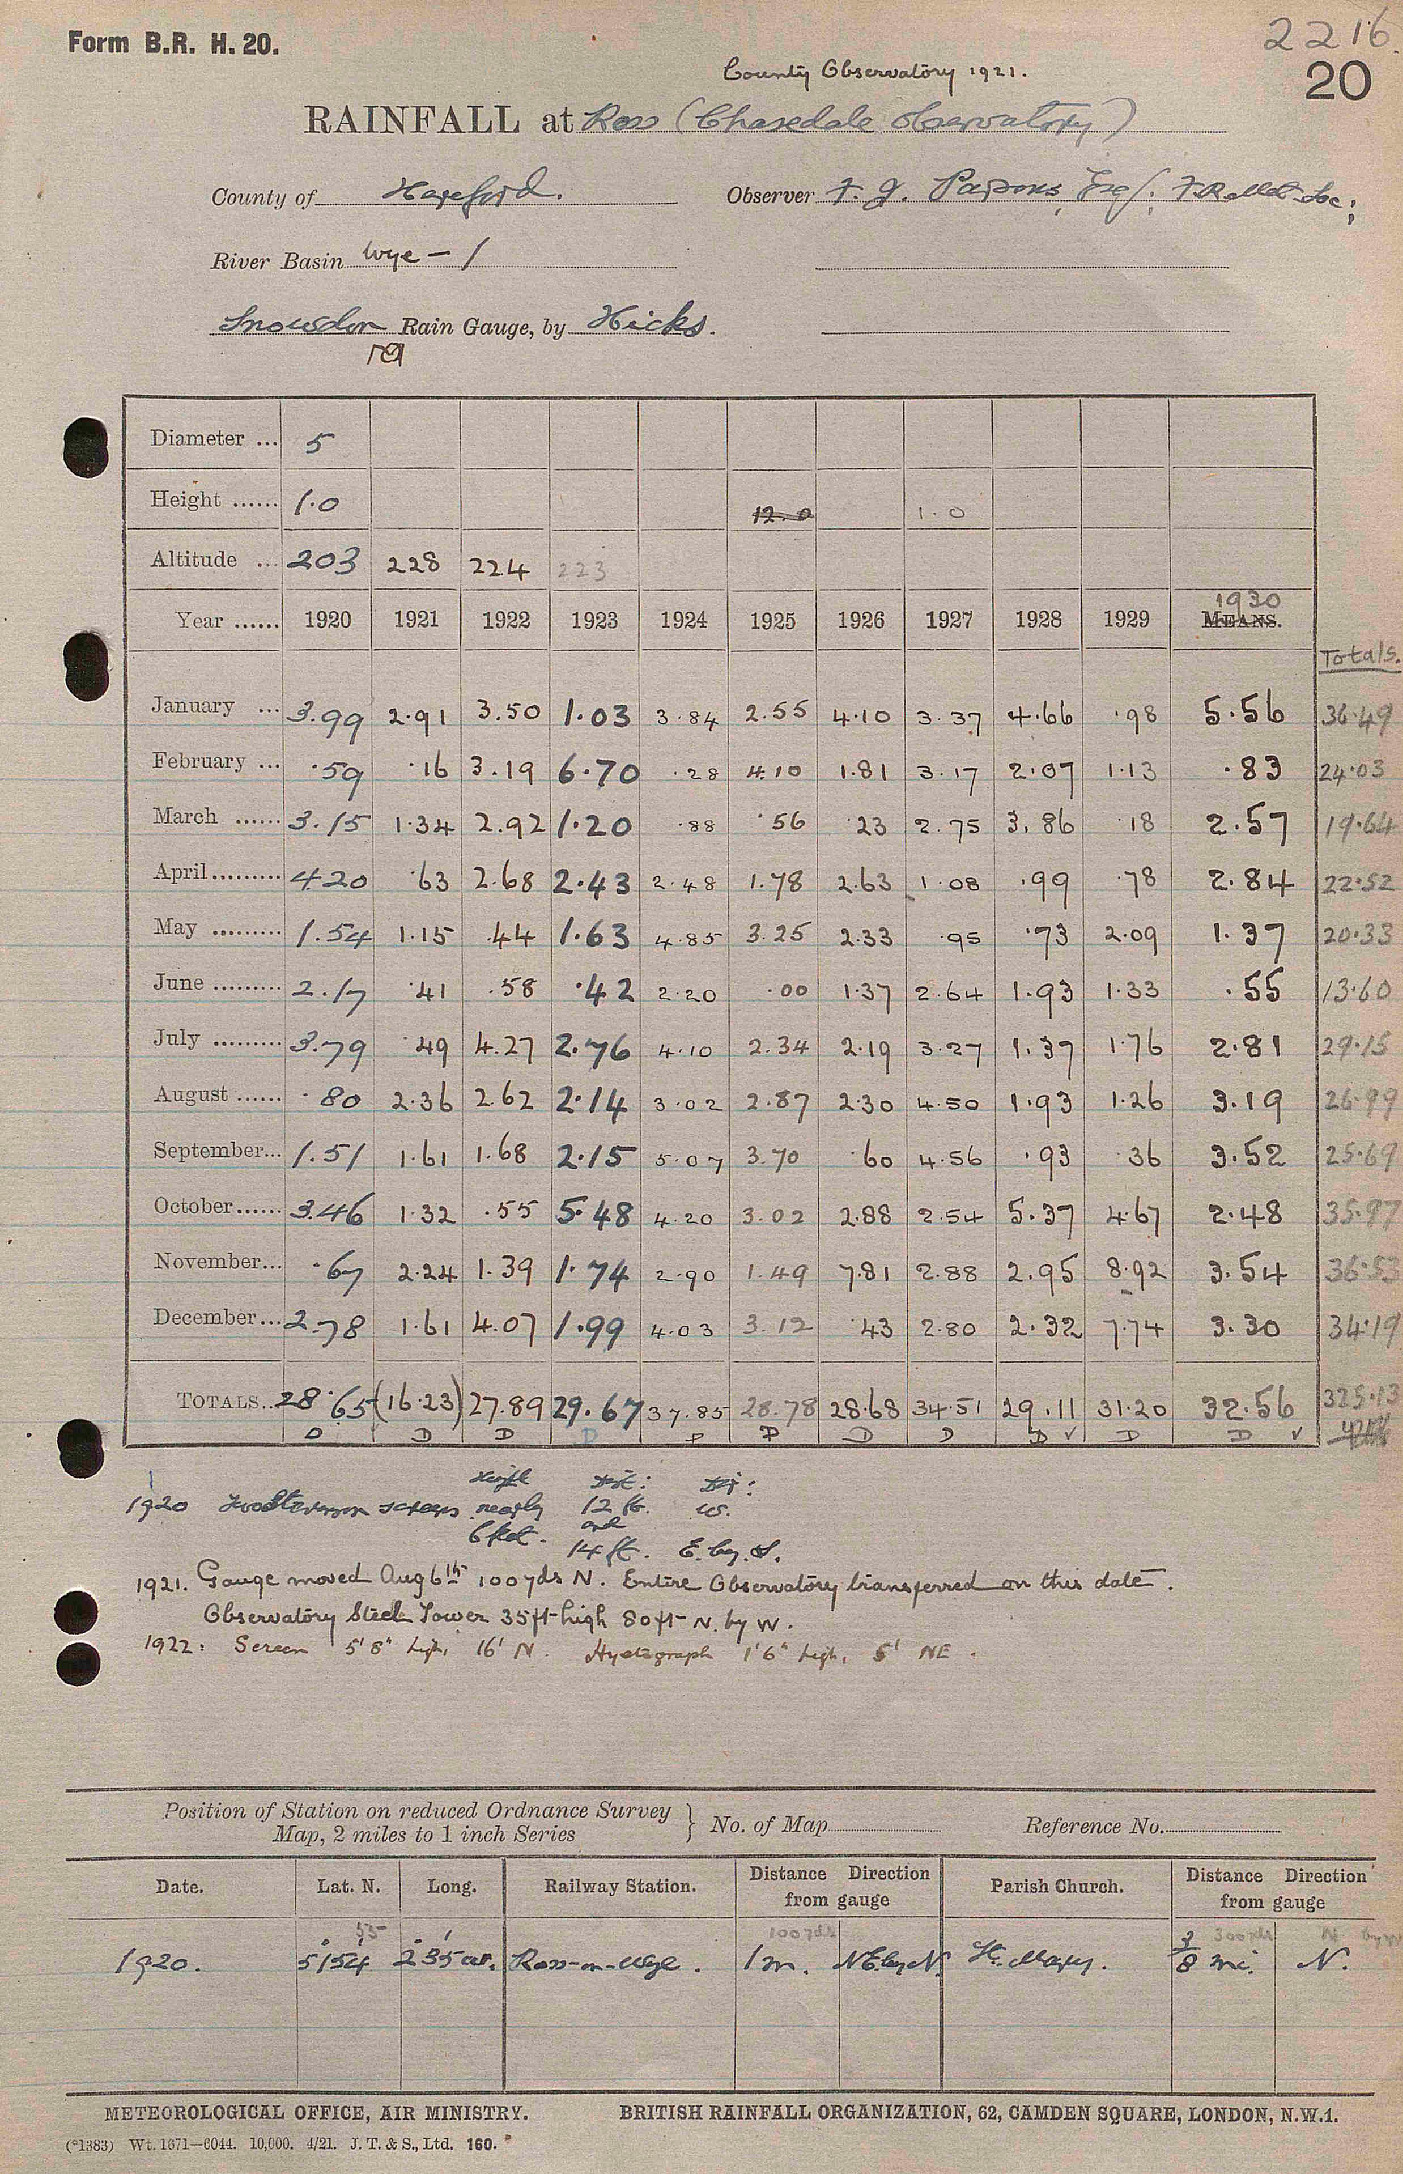 Form B.R. H. 20.
2216
20
County Observatory 1921.
RAINFALL at Ross (Chasedale Observatory)
County of Hereford. Observer F. J. Parsons, Esq.; F.R.Met.Soc;
River Basin Wye - 1
Snowdon Rain Gauge, by Hicks.
Diameter ... 5
Height ...... 1.0 12.0 1.0
Altitude ... 203 228 224 223
1930
Year ...... 1920 1921 1922 1923 1924 1925 1926 1927 1928 1929 MEANS.
Totals.
January ... 3.99 2.91 3.50 1.03 3.84 2.55 4.10 3.37 4.66 .98 5.56 36.49
February ... .59 .16 3.19 6.70 .28 4.10 1.81 3.17 2.07 1.13 .83 24.03
March ...... 3.15 1.34 2.92 1.20 .88 .56 .23 2.75 3.86 .18 2.57 19.64
April ......... 4.20 .63 2.68 2.43 2.48 1.78 2.63 1.08 .99 .78 2.84 22.52
May ......... 1.54 1.15 .44 1.63 4.85 3.25 2.33 .95 .73 2.09 1.37 20.33
June ......... 2.17 .41 .58 .42 2.20 .00 1.37 2.64 1.93 1.33 .55 13.60
July ......... 3.79 .49 4.27 2.76 4.10 2.34 2.19 3.27 1.37 1.76 2.81 29.15
August ...... .80 2.36 2.62 2.14 3.02 2.87 2.30 4.50 1.93 1.26 3.19 26.99
September... 1.51 1.61 1.68 2.15 5.07 3.70 .60 4.56 .93 .36 3.52 25.69
October...... 3.46 1.32 .55 5.48 4.20 3.02 2.88 2.54 5.37 4.67 2.48 35.97
November... .67 2.24 1.39 1.74 2.90 1.49 7.81 2.88 2.95 8.92 3.54 36.53
December... 2.78 1.61 4.07 1.99 4.03 3.12 .43 2.80 2.32 7.74 3.30 34.19
TOTALS.. 28.65 (16.23) 27.89 29.67 37.85 28.78 28.68 34.51 29.11 31.20 32.56 325.13
D D D D P P D D D v D D v
Height Dist: Dir:
1920 Two Stevenson screens nearly 12 ft. W.
6 feet. and
14 ft. E. by S.
1921. Gauge moved Aug 6th 100 yds N. Entire Observatory transferred on this date.
Observatory Steel Tower 35ft high 80ft N. by W.
1922: Screen 5' 8" high, 16' N. Hyetograph 1' 6" high, 5' NE.
Position of Station on reduced Ordnance Survey
Map, 2 miles to 1 inch Series } No. of Map Reference No.
Date. Lat. N. Long. Railway Station. Distance Direction from gauge Parish Church. Distance Direction from gauge
55 100 yds 300 yds N by W
1920. 51°54' 2°35' W. Ross-on-Wye. 1 m. NE by N. St. Mary. 3/8 mi. N.
METEOROLOGICAL OFFICE, AIR MINISTRY. BRITISH RAINFALL ORGANIZATION, 62, CAMDEN SQUARE, LONDON, N.W.1.
(*1383) Wt. 1671—6044. 10,000. 4/21. J. T. & S., Ltd. 160.